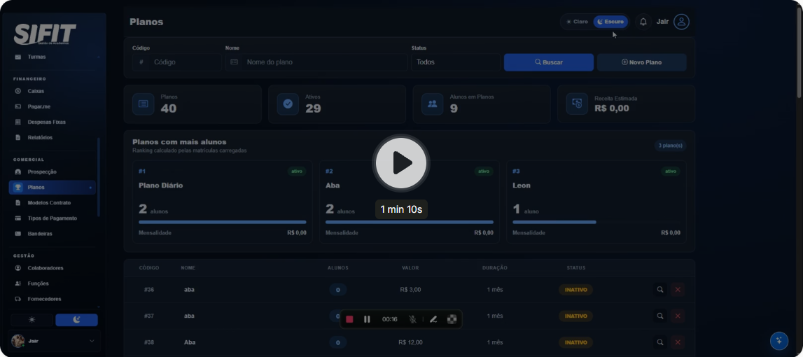 SIFIT
Turmas
FINANCEIRO
Caixas
Pagar.me
Despesas Fixas
Relatórios
COMERCIAL
Prospecção
Planos
Modelos Contrato
Tipos de Pagamento
Bandeiras
GESTÃO
Colaboradores
Funções
Fornecedores
Jair
Planos
Claro
Escuro
Jair
Código
Nome
Status
# Código
Nome do plano
Todos
Buscar
Novo Plano
Planos
40
Ativos
29
Alunos em Planos
9
Receita Estimada
R$ 0,00
Planos com mais alunos
Ranking calculado pelas matrículas carregadas
3 plano(s)
#1
ativo
Plano Diário
2 alunos
Mensalidade
R$ 0,00
#2
ativo
Aba
2 alunos
Mensalidade
R$ 0,00
#3
ativo
Leon
1 aluno
Mensalidade
R$ 0,00
1 min 10s
CÓDIGO NOME ALUNOS VALOR DURAÇÃO STATUS
aba 0 R$ 3,00 1 mês INATIVO
#37 aba 0 1 mês INATIVO
00:16
Aba 0 R$ 12,00 1 mês INATIVO